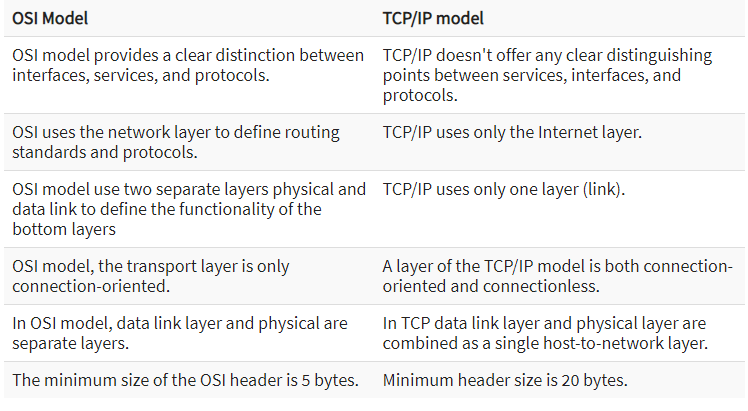 OSI Model
TCP/IP model
OSI model provides a clear distinction between
interfaces, services, and protocols.
TCP/IP doesn't offer any clear distinguishing
points between services, interfaces, and
protocols.
OSI uses the network layer to define routing
standards and protocols.
TCP/IP uses only the Internet layer.
OSI model use two separate layers physical and
data link to define the functionality of the
bottom layers
TCP/IP uses only one layer (link).
OSI model, the transport layer is only
connection-oriented.
A layer of the TCP/IP model is both connection-
oriented and connectionless.
In OSI model, data link layer and physical are
separate layers.
In TCP data link layer and physical layer are
combined as a single host-to-network layer.
The minimum size of the OSI header is 5 bytes.
Minimum header size is 20 bytes.